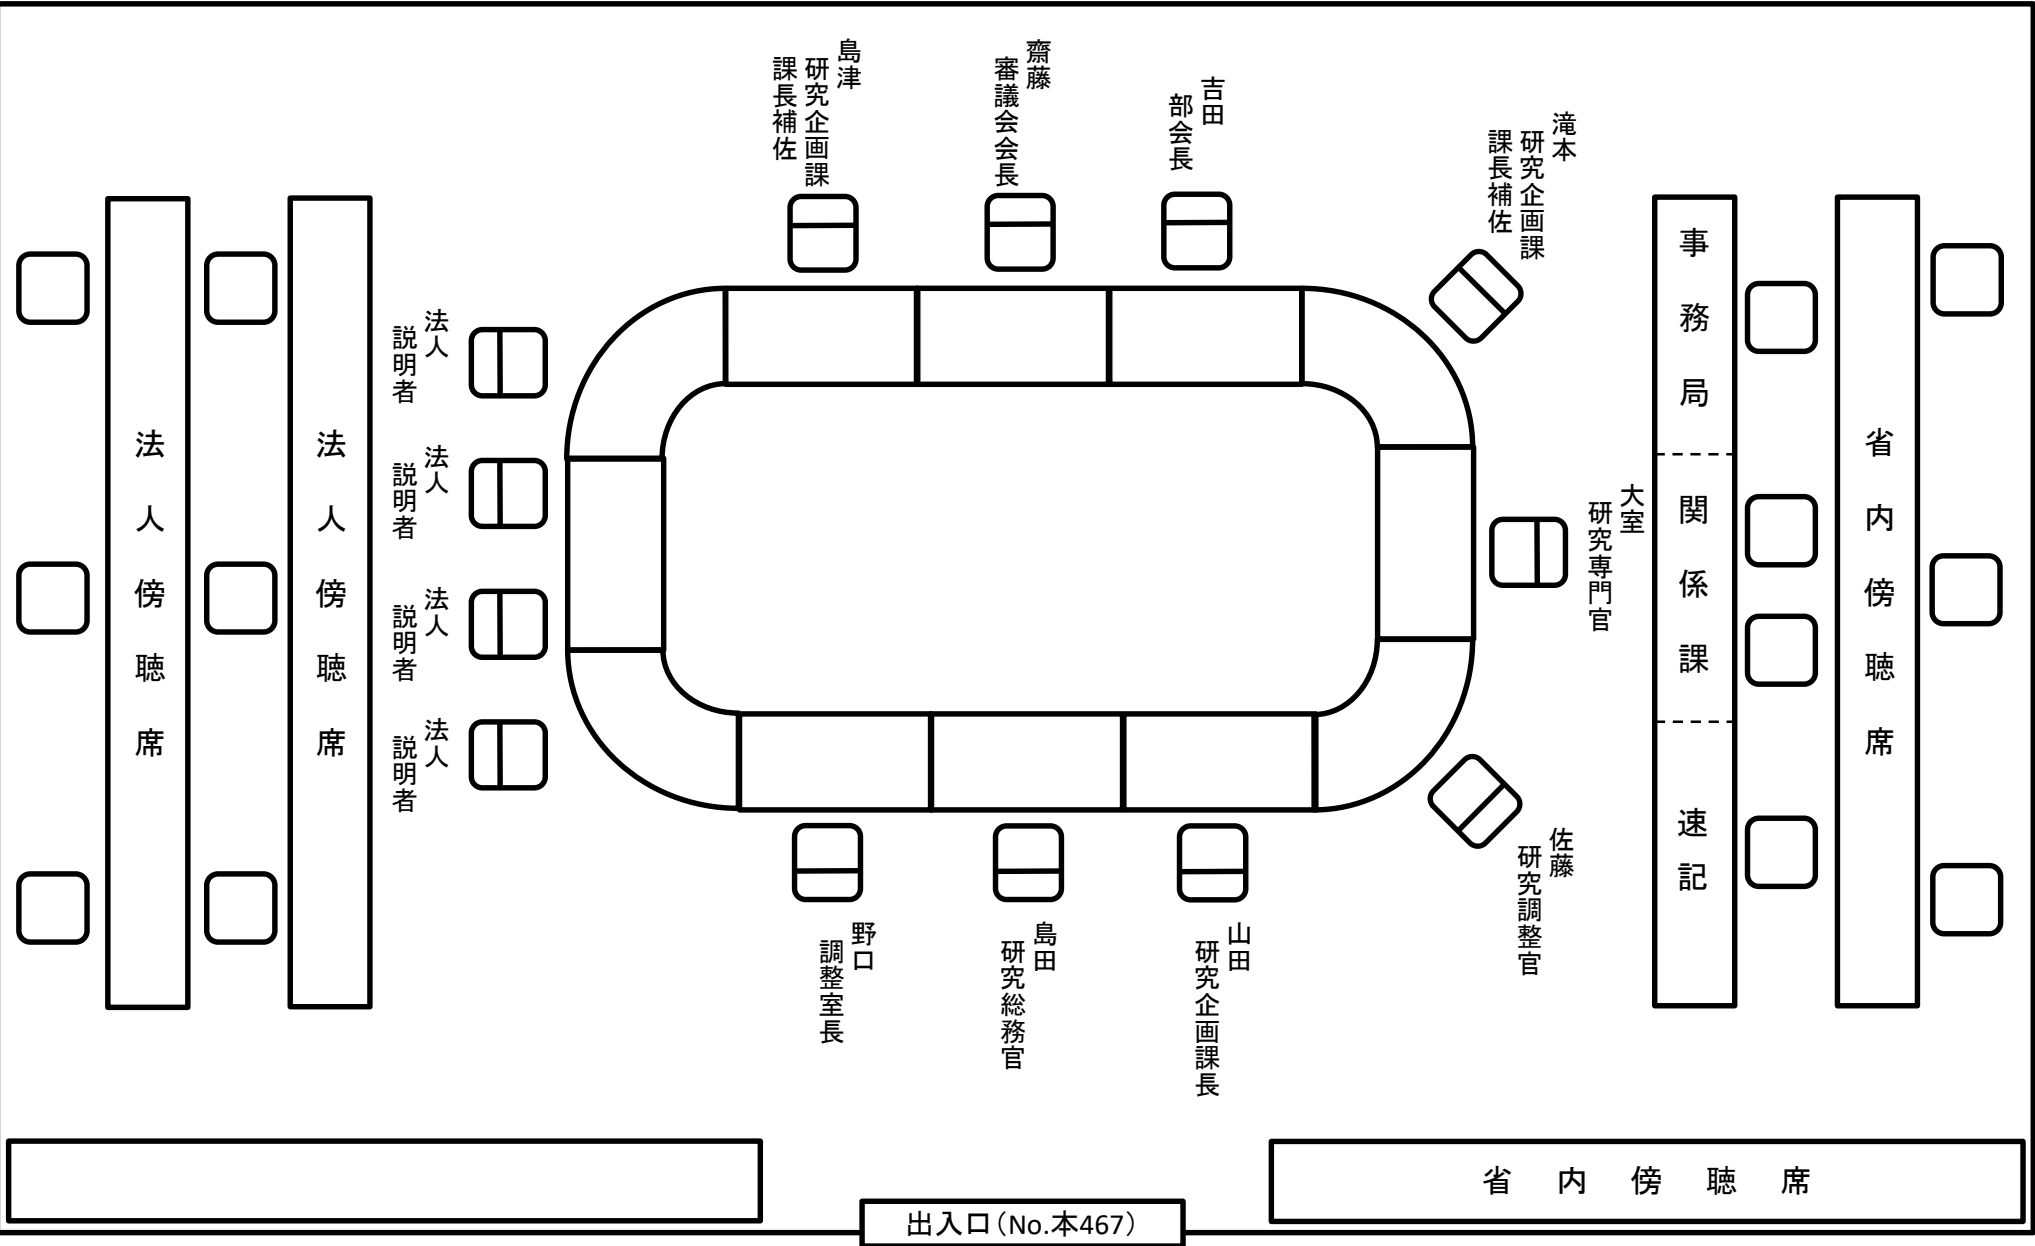 島津
研究企画課
課長補佐
齋藤
審議会会長
吉田
部会長
滝本
研究企画課
課長補佐
法人
説明者
法人
説明者
法人
説明者
法人
説明者
法人傍聴席
法人傍聴席
大室
研究専門官
事務局
関係課
速記
省内傍聴席
佐藤
研究調整官
野口
調整室長
島田
研究総務官
山田
研究企画課長
省内傍聴席
出入口(No.本467)